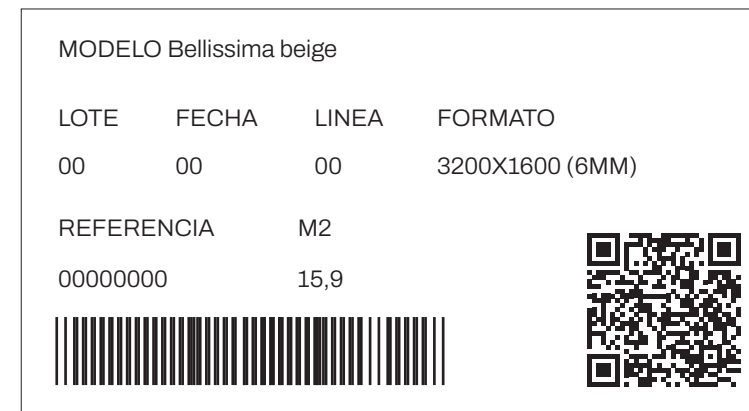 MODELO Bellissima beige
LOTE FECHA LINEA FORMATO
00 00 00 3200X1600 (6MM)
REFERENCIA M2
00000000 15,9